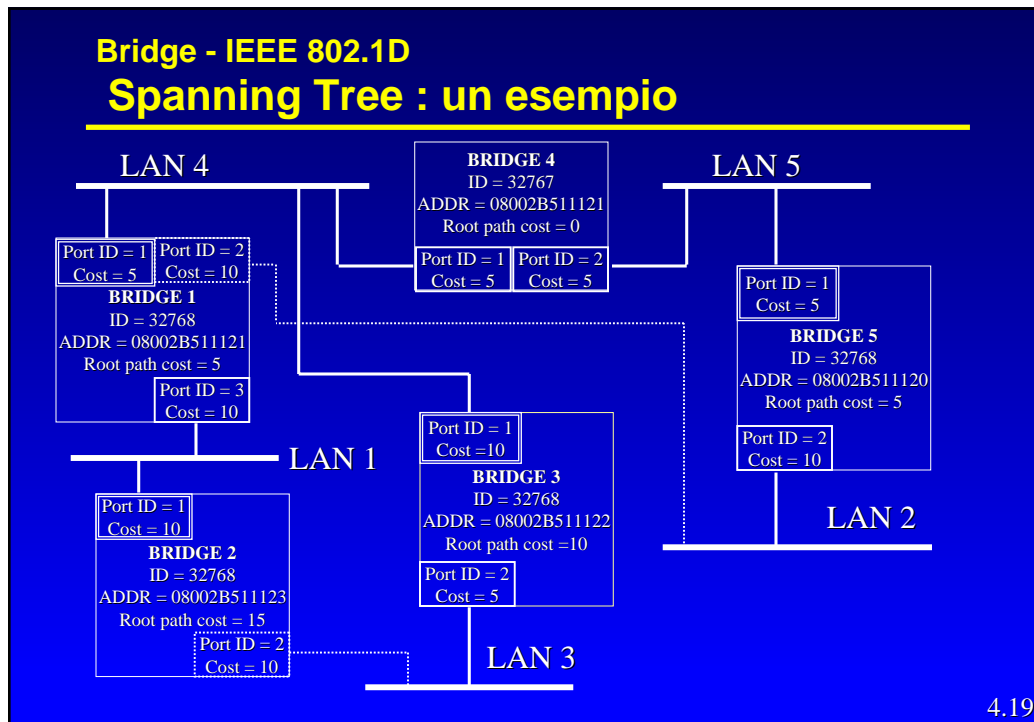 Bridge - IEEE 802.1D
Spanning Tree : un esempio
LAN 4
BRIDGE 4
ID = 32767
ADDR = 08002B511121
Root path cost = 0
Port ID = 1
Cost = 5
Port ID = 2
Cost = 5
LAN 5
Port ID = 1
Cost = 5
Port ID = 2
Cost = 10
BRIDGE 1
ID = 32768
ADDR = 08002B511121
Root path cost = 5
Port ID = 3
Cost = 10
LAN 1
Port ID = 1
Cost = 5
BRIDGE 5
ID = 32768
ADDR = 08002B511120
Root path cost = 5
Port ID = 2
Cost = 10
LAN 2
Port ID = 1
Cost = 10
BRIDGE 2
ID = 32768
ADDR = 08002B511123
Root path cost = 15
Port ID = 2
Cost = 10
Port ID = 1
Cost =10
BRIDGE 3
ID = 32768
ADDR = 08002B511122
Root path cost =10
Port ID = 2
Cost = 5
LAN 3
4.19